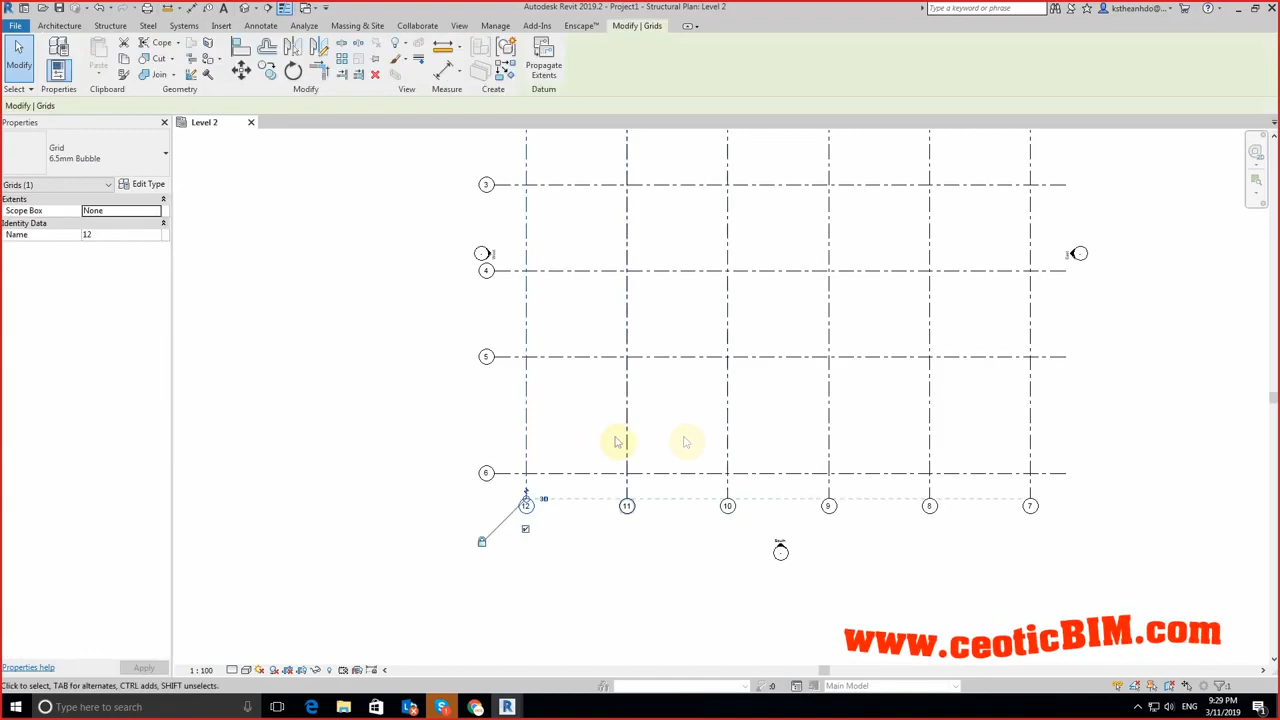 Autodesk Revit 2019.2 - Project1 - Structural Plan: Level 2
Type a keyword or phrase
kstheanhdo@...
File Architecture Structure Steel Systems Insert Annotate Analyze Massing & Site Collaborate View Manage Add-Ins Enscape™ Modify | Grids
Modify
Paste
Cope
Cut
Join
Propagate
Extents
Select Properties Clipboard Geometry Modify View Measure Create Datum
Modify | Grids
Properties
Level 2
Grid
6.5mm Bubble
Grids (1)
Edit Type
Extents
Scope Box None
Identity Data
Name 12
3
4
5
6
3D
12 11 10 9 8 7
www.ceoticBIM.com
Properties help
Apply
1 : 100
Click to select, TAB for alternates, CTRL adds, SHIFT unselects.
:0
Main Model
:1
Type here to search
9:29 PM
3/11/2019